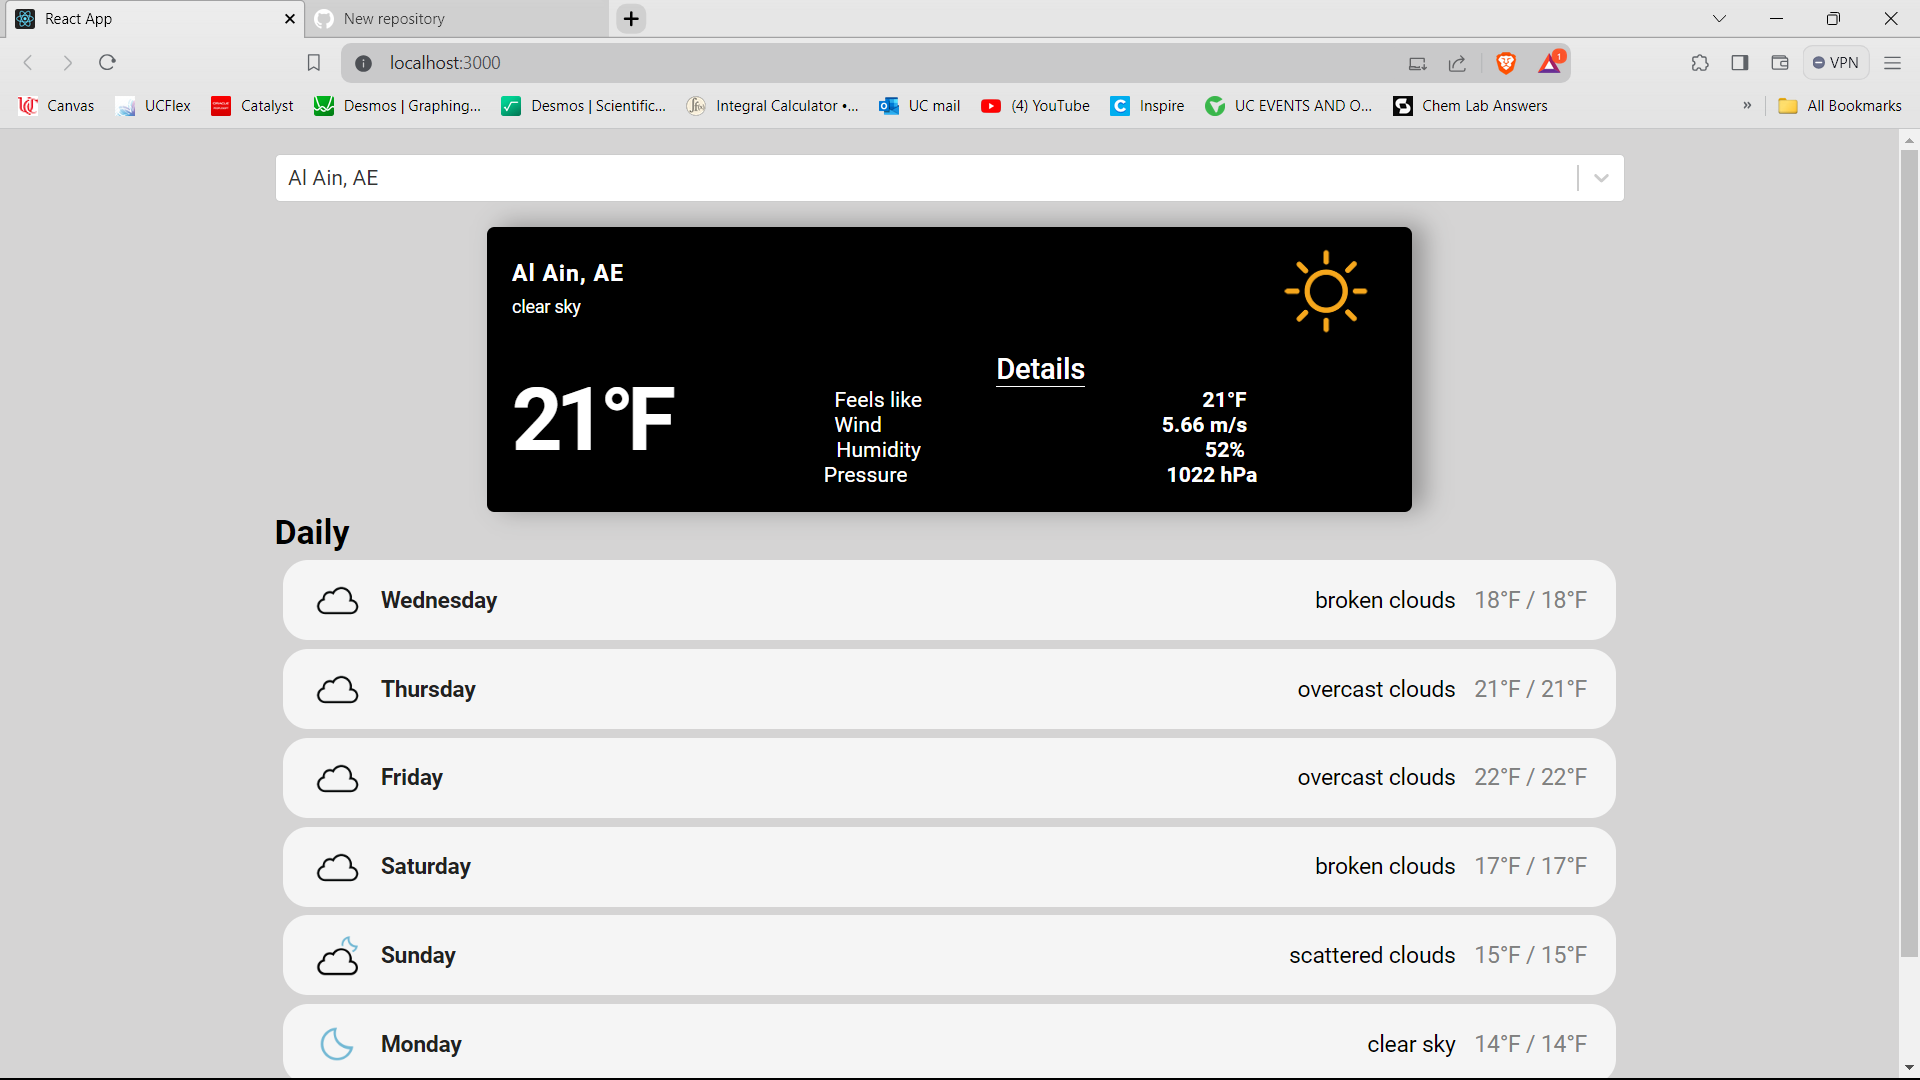 React App
New repository
localhost:3000
1
VPN
Canvas
UCFlex
Catalyst
Desmos | Graphing...
Desmos | Scientific...
Integral Calculator •...
UC mail
(4) YouTube
Inspire
UC EVENTS AND O...
Chem Lab Answers
»
All Bookmarks
Al Ain, AE
Al Ain, AE
clear sky
21°F
Details
Feels like 21°F
Wind 5.66 m/s
Humidity 52%
Pressure 1022 hPa
Daily
Wednesday broken clouds 18°F / 18°F
Thursday overcast clouds 21°F / 21°F
Friday overcast clouds 22°F / 22°F
Saturday broken clouds 17°F / 17°F
Sunday scattered clouds 15°F / 15°F
Monday clear sky 14°F / 14°F